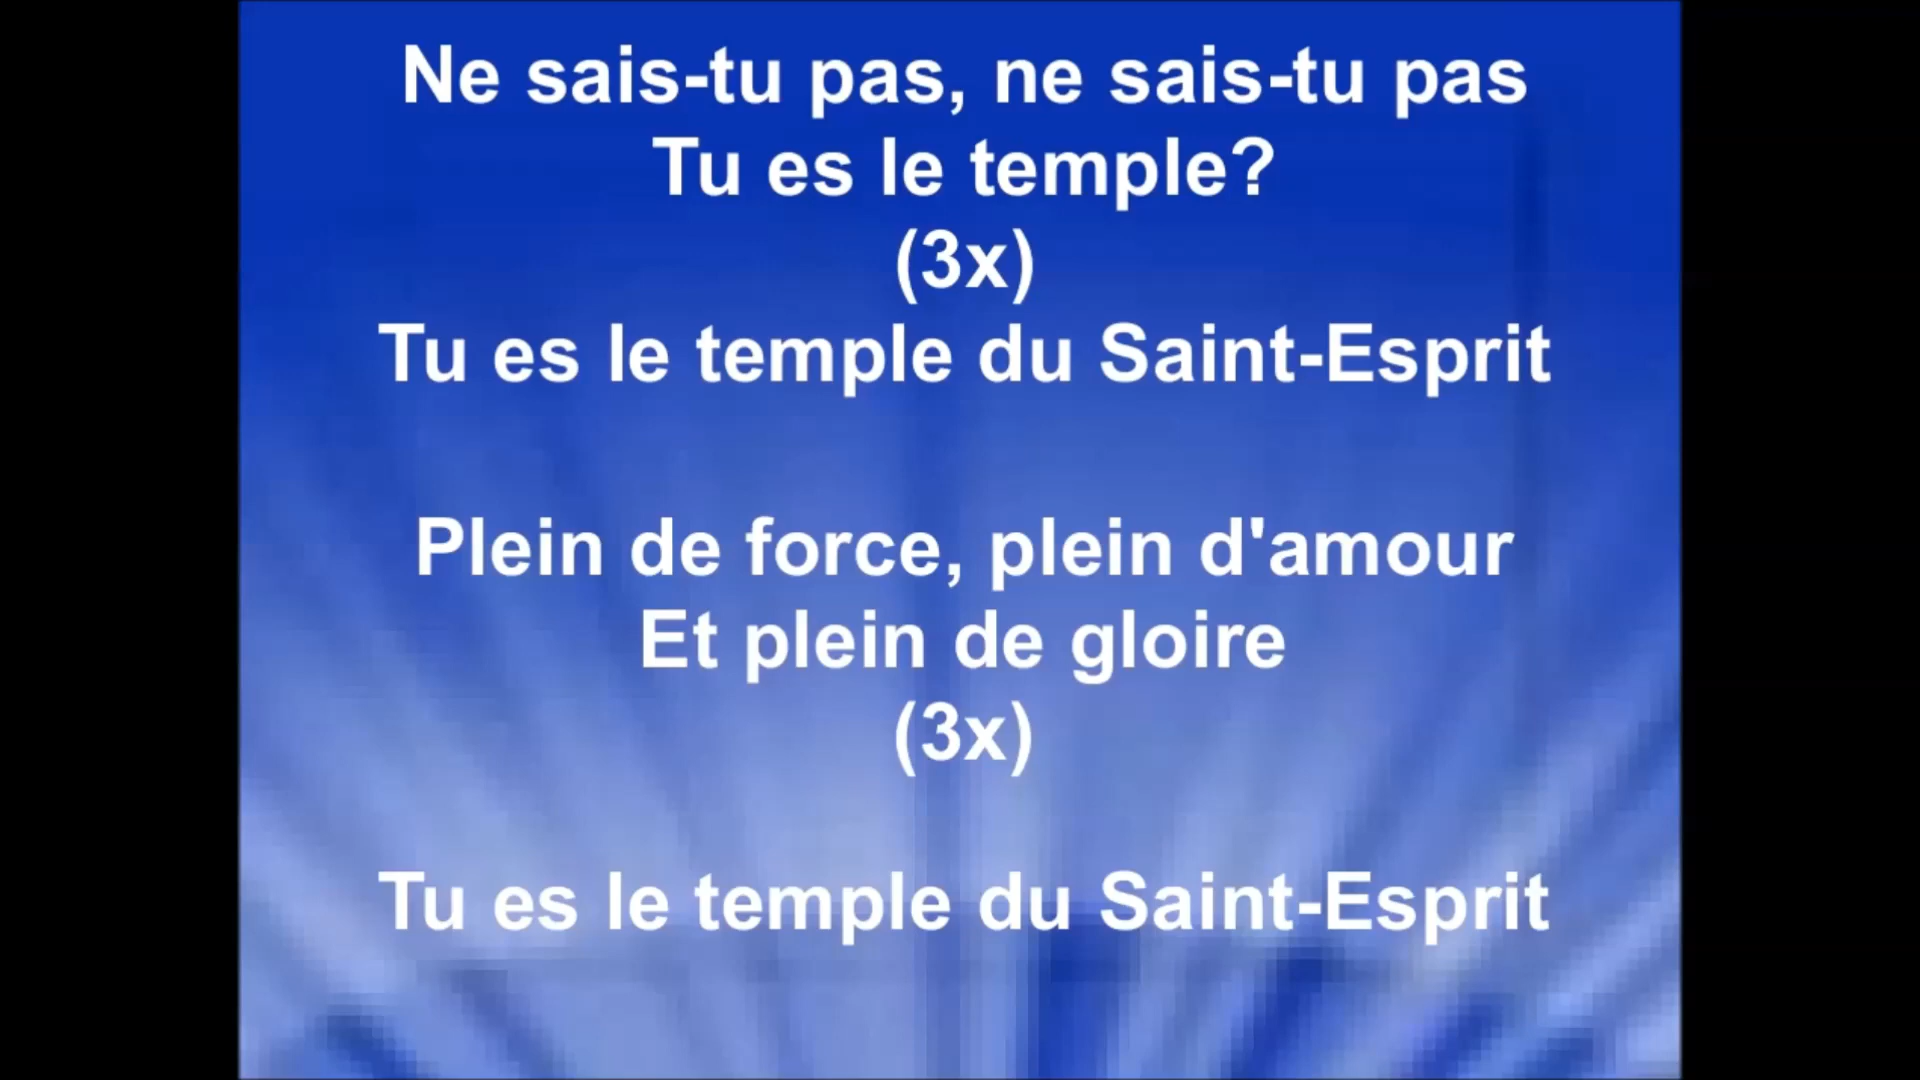 Ne sais-tu pas, ne sais-tu pas
Tu es le temple?
(3x)
Tu es le temple du Saint-Esprit
Plein de force, plein d'amour
Et plein de gloire
(3x)
Tu es le temple du Saint-Esprit